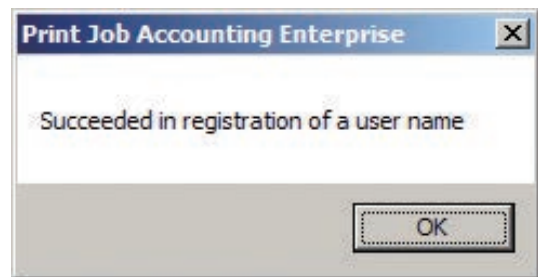 Print Job Accounting Enterprise
Succeeded in registration of a user name
OK